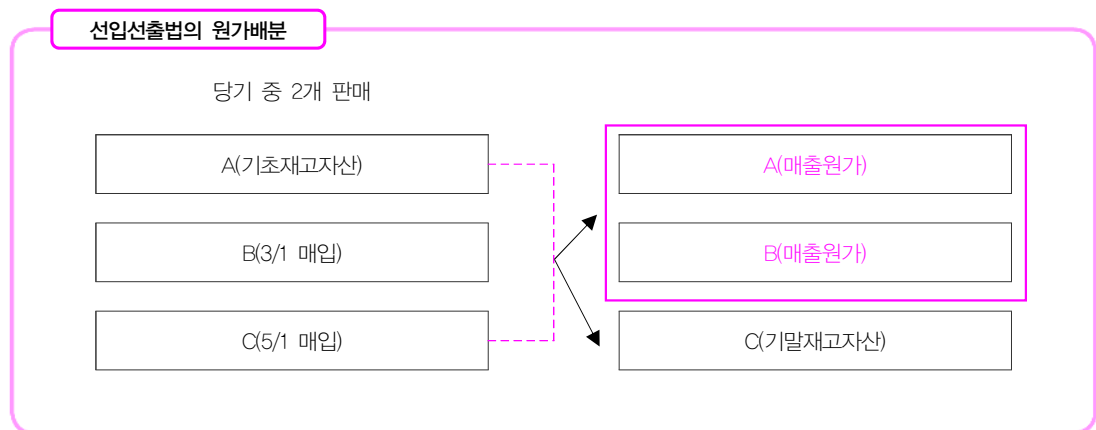 선입선출법의 원가배분
당기 중 2개 판매
A(기초재고자산)
A(매출원가)
B(3/1 매입)
B(매출원가)
C(5/1 매입)
C(기말재고자산)